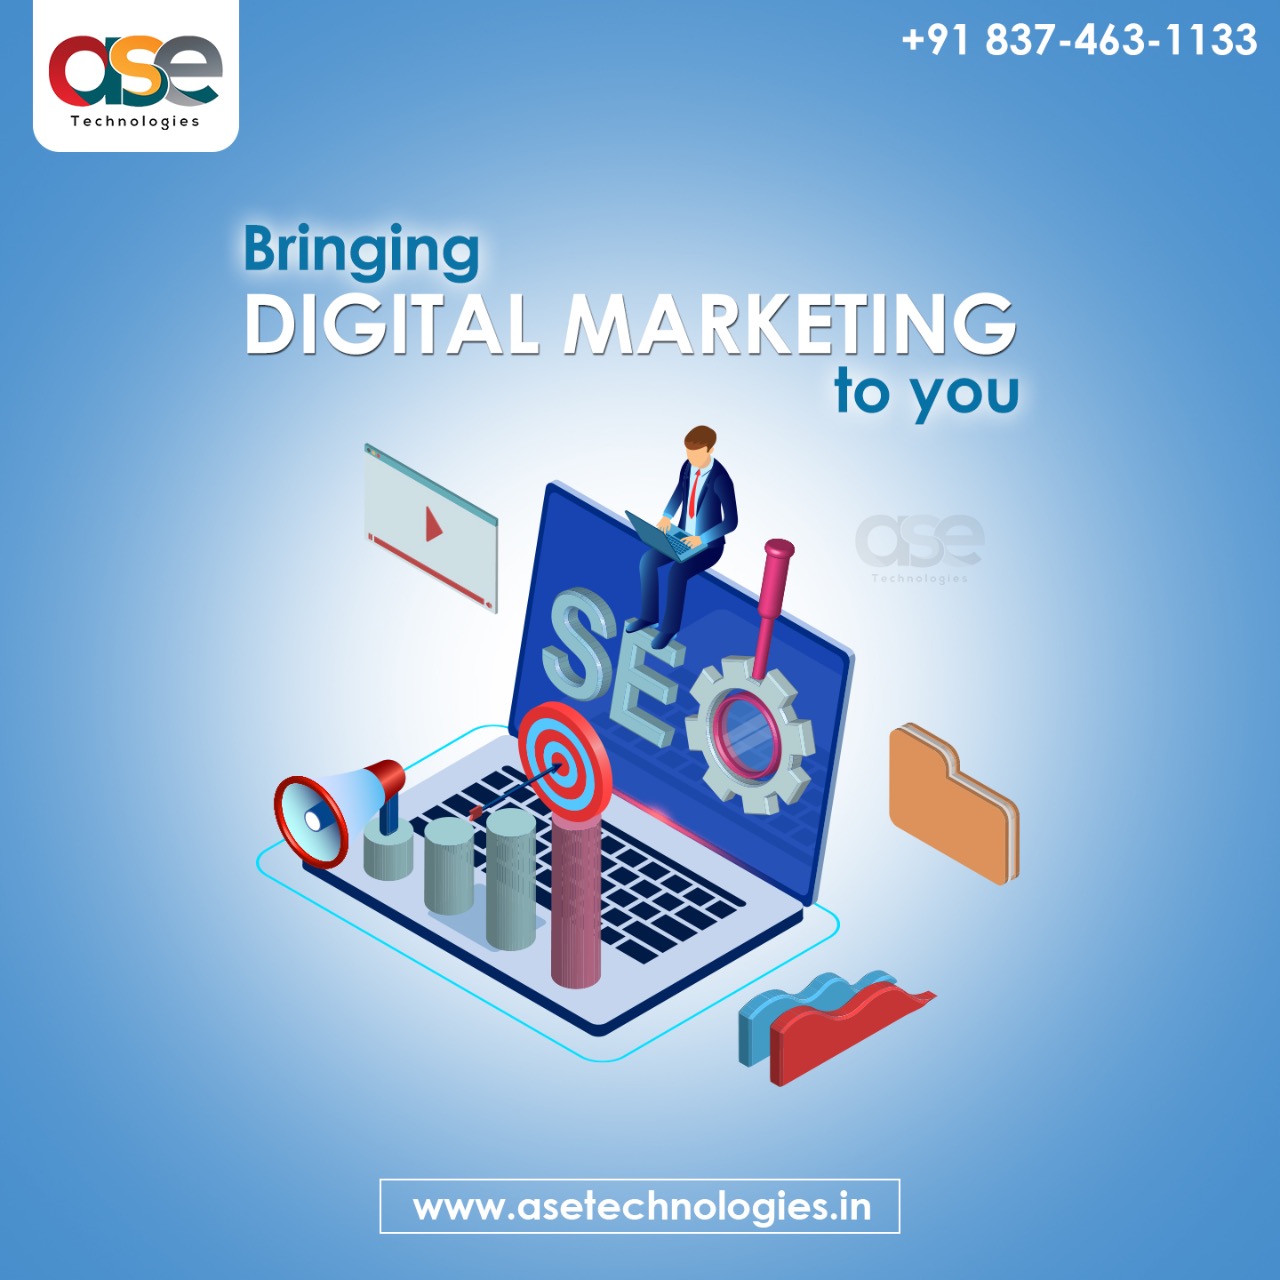 ase
Technologies
+91 837-463-1133
Bringing
DIGITAL MARKETING
to you
ase
Technologies
SEO
www.asetechnologies.in